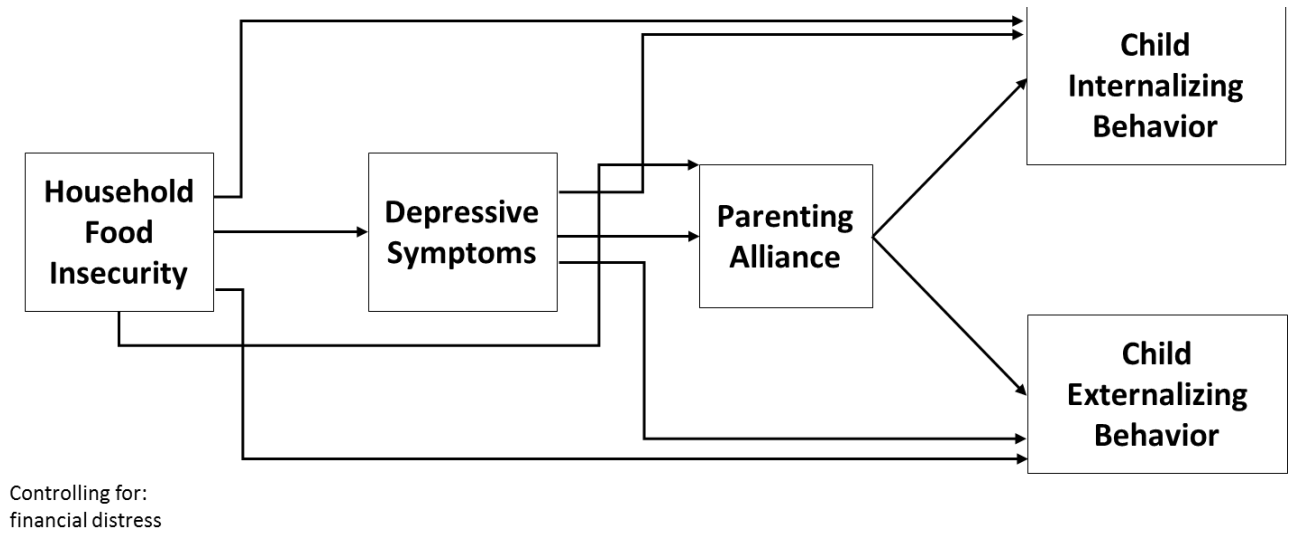 Household
Food
Insecurity
Depressive
Symptoms
Parenting
Alliance
Child
Internalizing
Behavior
Child
Externalizing
Behavior
Controlling for:
financial distress